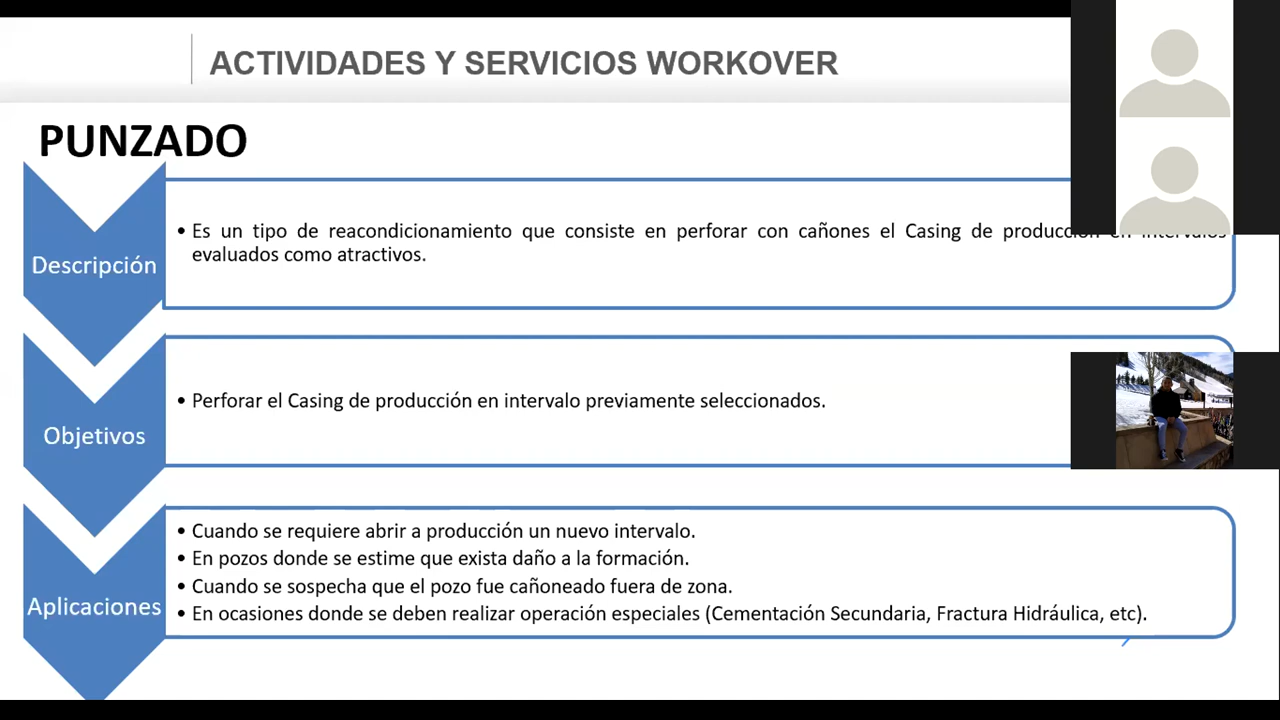 ACTIVIDADES Y SERVICIOS WORKOVER
PUNZADO
Descripción
• Es un tipo de reacondicionamiento que consiste en perforar con cañones el Casing de producción en intervalos
evaluados como atractivos.
Objetivos
• Perforar el Casing de producción en intervalo previamente seleccionados.
Aplicaciones
• Cuando se requiere abrir a producción un nuevo intervalo.
• En pozos donde se estime que exista daño a la formación.
• Cuando se sospecha que el pozo fue cañoneado fuera de zona.
• En ocasiones donde se deben realizar operación especiales (Cementación Secundaria, Fractura Hidráulica, etc).